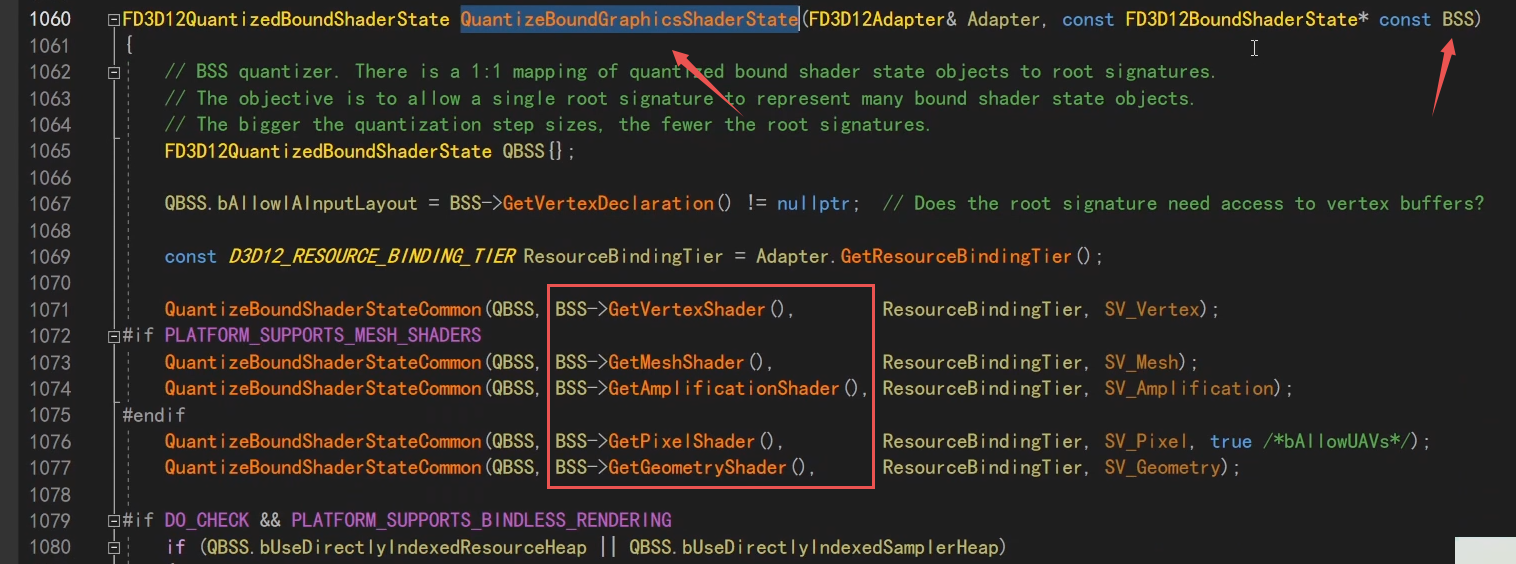 1060 FD3D12QuantizedBoundShaderState QuantizeBoundGraphicsShaderState(FD3D12Adapter& Adapter, const FD3D12BoundShaderState* const BSS)
1061 {
1062 // BSS quantizer. There is a 1:1 mapping of quantized bound shader state objects to root signatures.
1063 // The objective is to allow a single root signature to represent many bound shader state objects.
1064 // The bigger the quantization step sizes, the fewer the root signatures.
1065 FD3D12QuantizedBoundShaderState QBSS{};
1066
1067 QBSS.bAllowIAInputLayout = BSS->GetVertexDeclaration() != nullptr; // Does the root signature need access to vertex buffers?
1068
1069 const D3D12_RESOURCE_BINDING_TIER ResourceBindingTier = Adapter.GetResourceBindingTier();
1070
1071 QuantizeBoundShaderStateCommon(QBSS, BSS->GetVertexShader(), ResourceBindingTier, SV_Vertex);
1072 #if PLATFORM_SUPPORTS_MESH_SHADERS
1073 QuantizeBoundShaderStateCommon(QBSS, BSS->GetMeshShader(), ResourceBindingTier, SV_Mesh);
1074 QuantizeBoundShaderStateCommon(QBSS, BSS->GetAmplificationShader(), ResourceBindingTier, SV_Amplification);
1075 #endif
1076 QuantizeBoundShaderStateCommon(QBSS, BSS->GetPixelShader(), ResourceBindingTier, SV_Pixel, true /*bAllowUAVs*/);
1077 QuantizeBoundShaderStateCommon(QBSS, BSS->GetGeometryShader(), ResourceBindingTier, SV_Geometry);
1078
1079 #if DO_CHECK && PLATFORM_SUPPORTS_BINDLESS_RENDERING
1080 if (QBSS.bUseDirectlyIndexedResourceHeap || QBSS.bUseDirectlyIndexedSamplerHeap)